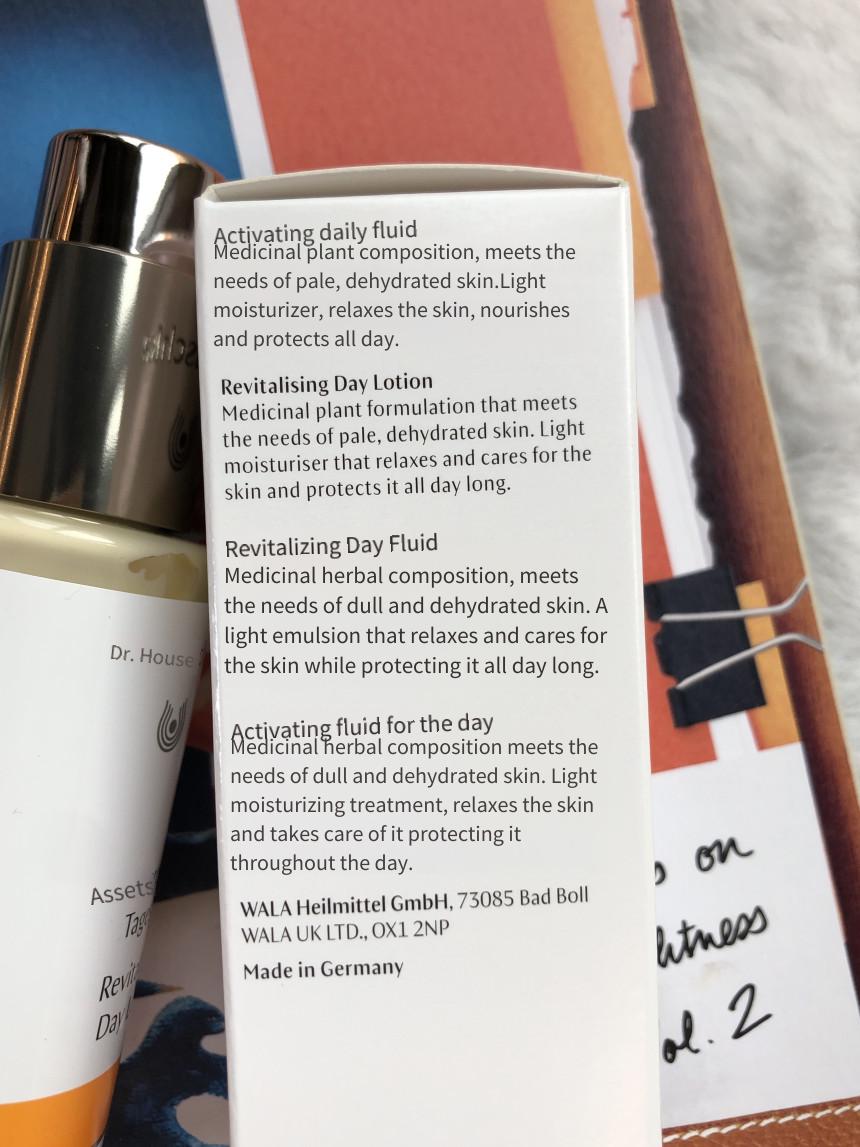 Activating daily fluid
Medicinal plant composition, meets the
needs of pale, dehydrated skin.Light
moisturizer, relaxes the skin, nourishes
and protects all day.
Revitalising Day Lotion
Medicinal plant formulation that meets
the needs of pale, dehydrated skin. Light
moisturiser that relaxes and cares for the
skin and protects it all day long.
Revitalizing Day Fluid
Medicinal herbal composition, meets
the needs of dull and dehydrated skin. A
light emulsion that relaxes and cares for
the skin while protecting it all day long.
Activating fluid for the day
Medicinal herbal composition meets the
needs of dull and dehydrated skin. Light
moisturizing treatment, relaxes the skin
and takes care of it protecting it
throughout the day.
WALA Heilmittel GmbH, 73085 Bad Boll
WALA UK LTD., OX1 2NP
Made in Germany
Dr. House
Assets
Day
on
Vol. 2